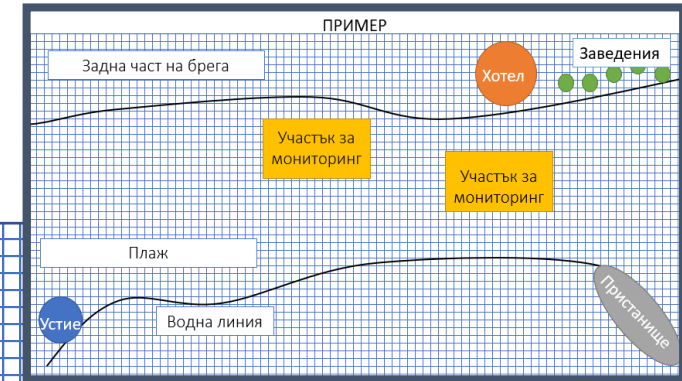 ПРИМЕР
Задна част на брега
Заведения
Хотел
Участък за
мониторинг
Участък за
мониторинг
Плаж
Устие
Водна линия
Пристанище